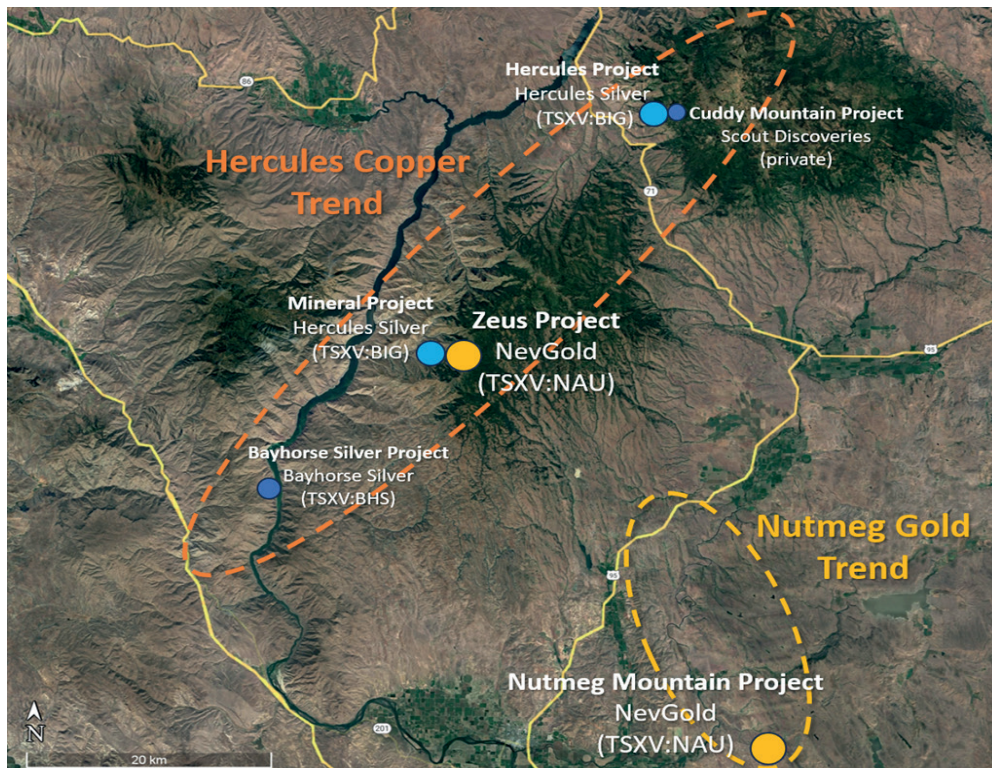 86
Hercules Project
Hercules Silver
(TSXV:BIG)
Cuddy Mountain Project
Scout Discoveries
(private)
Hercules Copper
Trend
71
Mineral Project
Hercules Silver
(TSXV:BIG)
Zeus Project
NevGold
(TSXV:NAU)
95
Bayhorse Silver Project
Bayhorse Silver
(TSXV:BHS)
Nutmeg Gold
Trend
95
Nutmeg Mountain Project
NevGold
(TSXV:NAU)
N
201
20 km